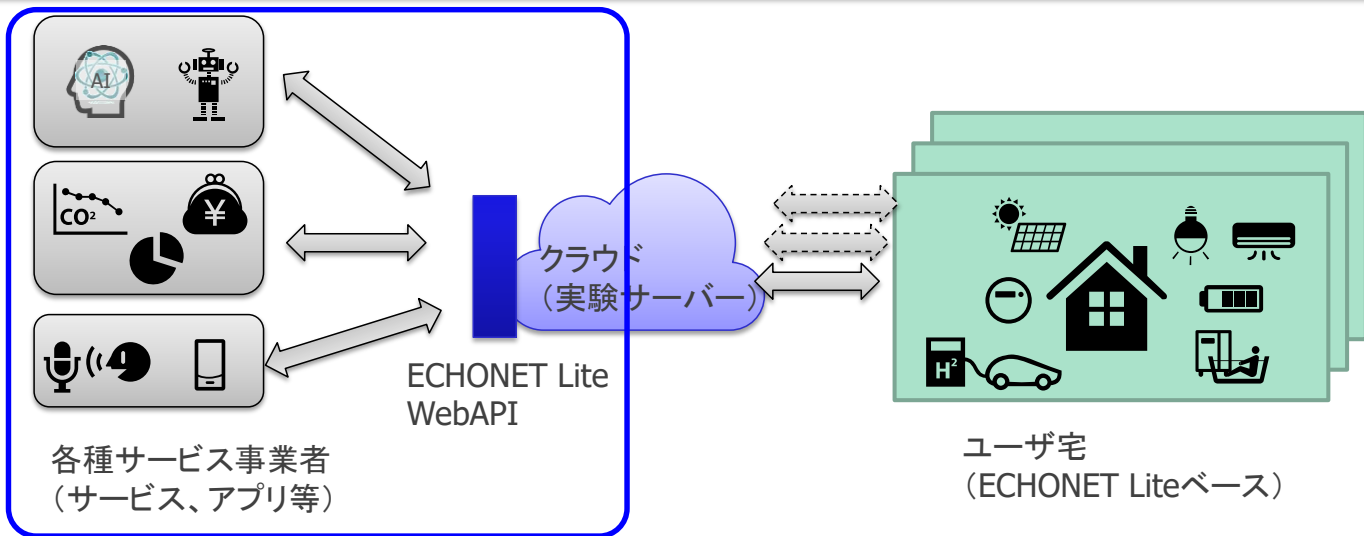 AI
CO²
¥
各種サービス事業者
（サービス、アプリ等）
ECHONET Lite
WebAPI
クラウド
（実験サーバー）
H²
ユーザ宅
（ECHONET Liteベース）